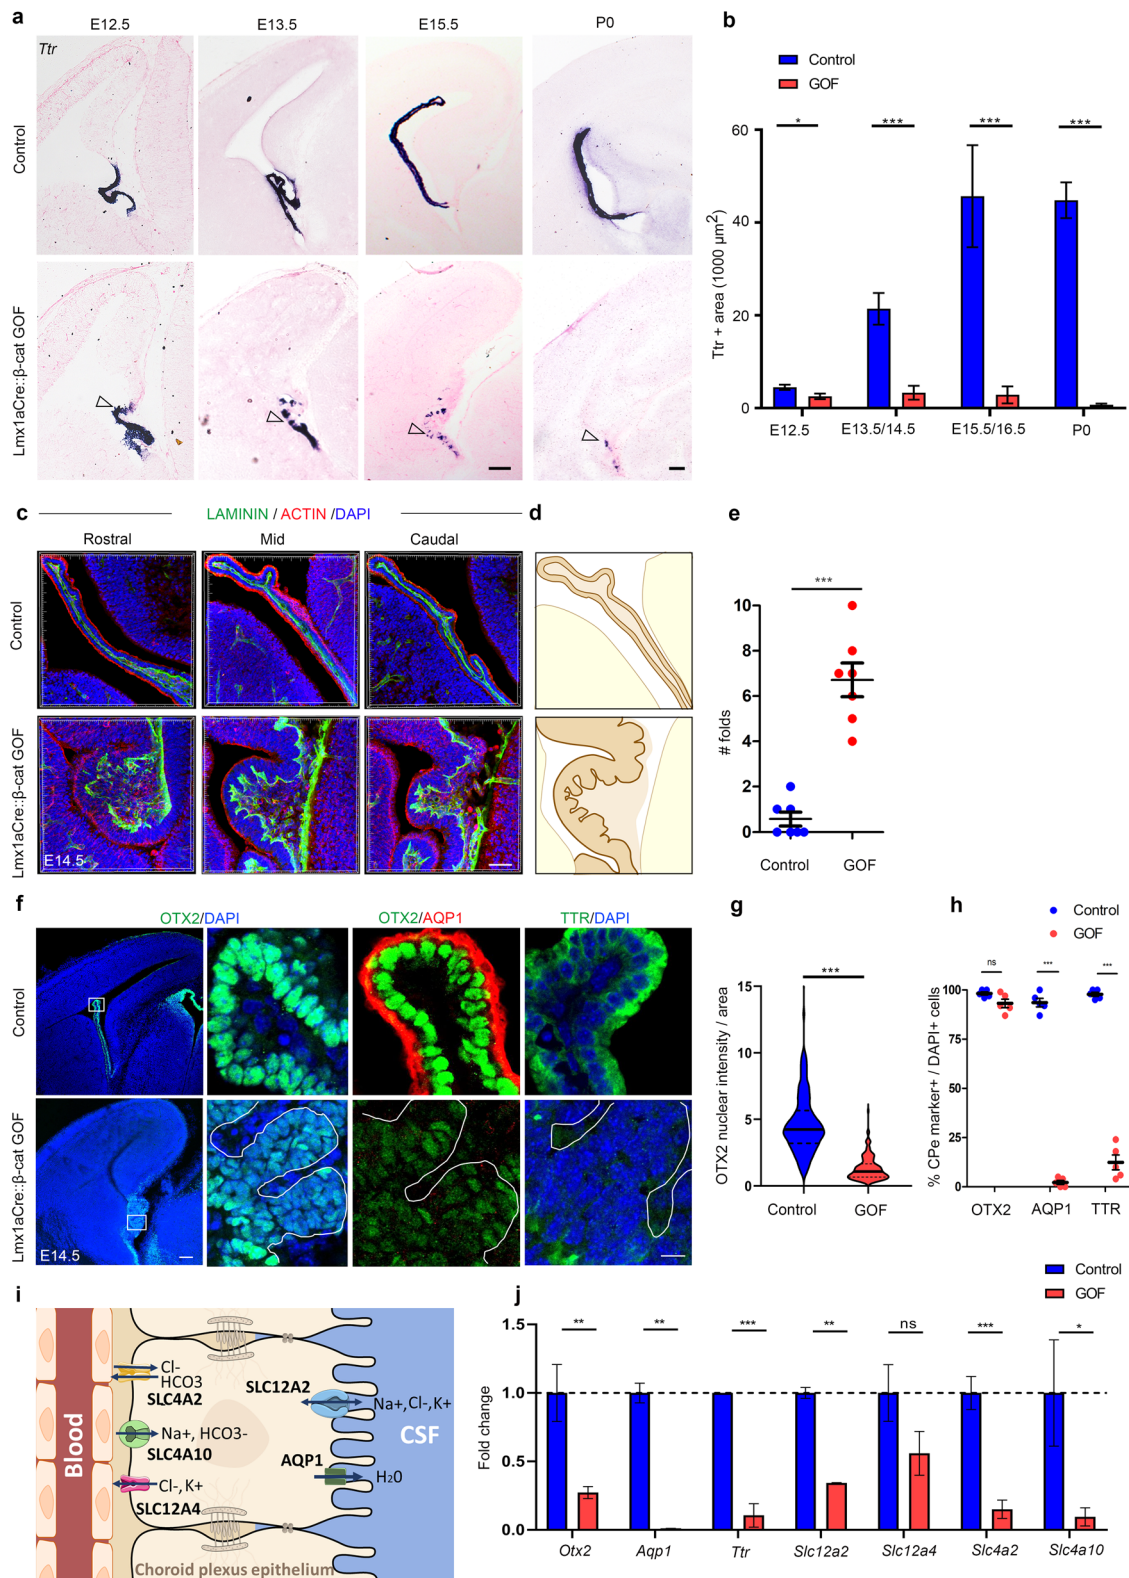 a
E12.5 E13.5 E15.5 P0
Ttr
Control
Lmx1aCre::β-cat GOF
b
Control
GOF
* *** *** ***
Ttr + area (1000 µm²)
60
40
20
0
E12.5 E13.5/14.5 E15.5/16.5 P0
c
LAMININ / ACTIN /DAPI
Rostral Mid Caudal
Control
Lmx1aCre::β-cat GOF
E14.5
d
e
***
# folds
10
8
6
4
2
0
Control GOF
f
OTX2/DAPI OTX2/AQP1 TTR/DAPI
Control
Lmx1aCre::β-cat GOF
E14.5
g
***
OTX2 nuclear intensity / area
15
10
5
0
Control GOF
h
Control
GOF
ns *** ***
% CPe marker+ / DAPI+ cells
100
75
50
25
0
OTX2 AQP1 TTR
i
Blood
Cl-
HCO3
SLC4A2
Na+, HCO3-
SLC4A10
Cl-, K+
SLC12A4
SLC12A2
Na+, Cl-,K+
CSF
AQP1
H20
Choroid plexus epithelium
j
Control
GOF
** ** *** ** ns *** *
Fold change
1.5
1.0
0.5
0.0
Otx2 Aqp1 Ttr Slc12a2 Slc12a4 Slc4a2 Slc4a10